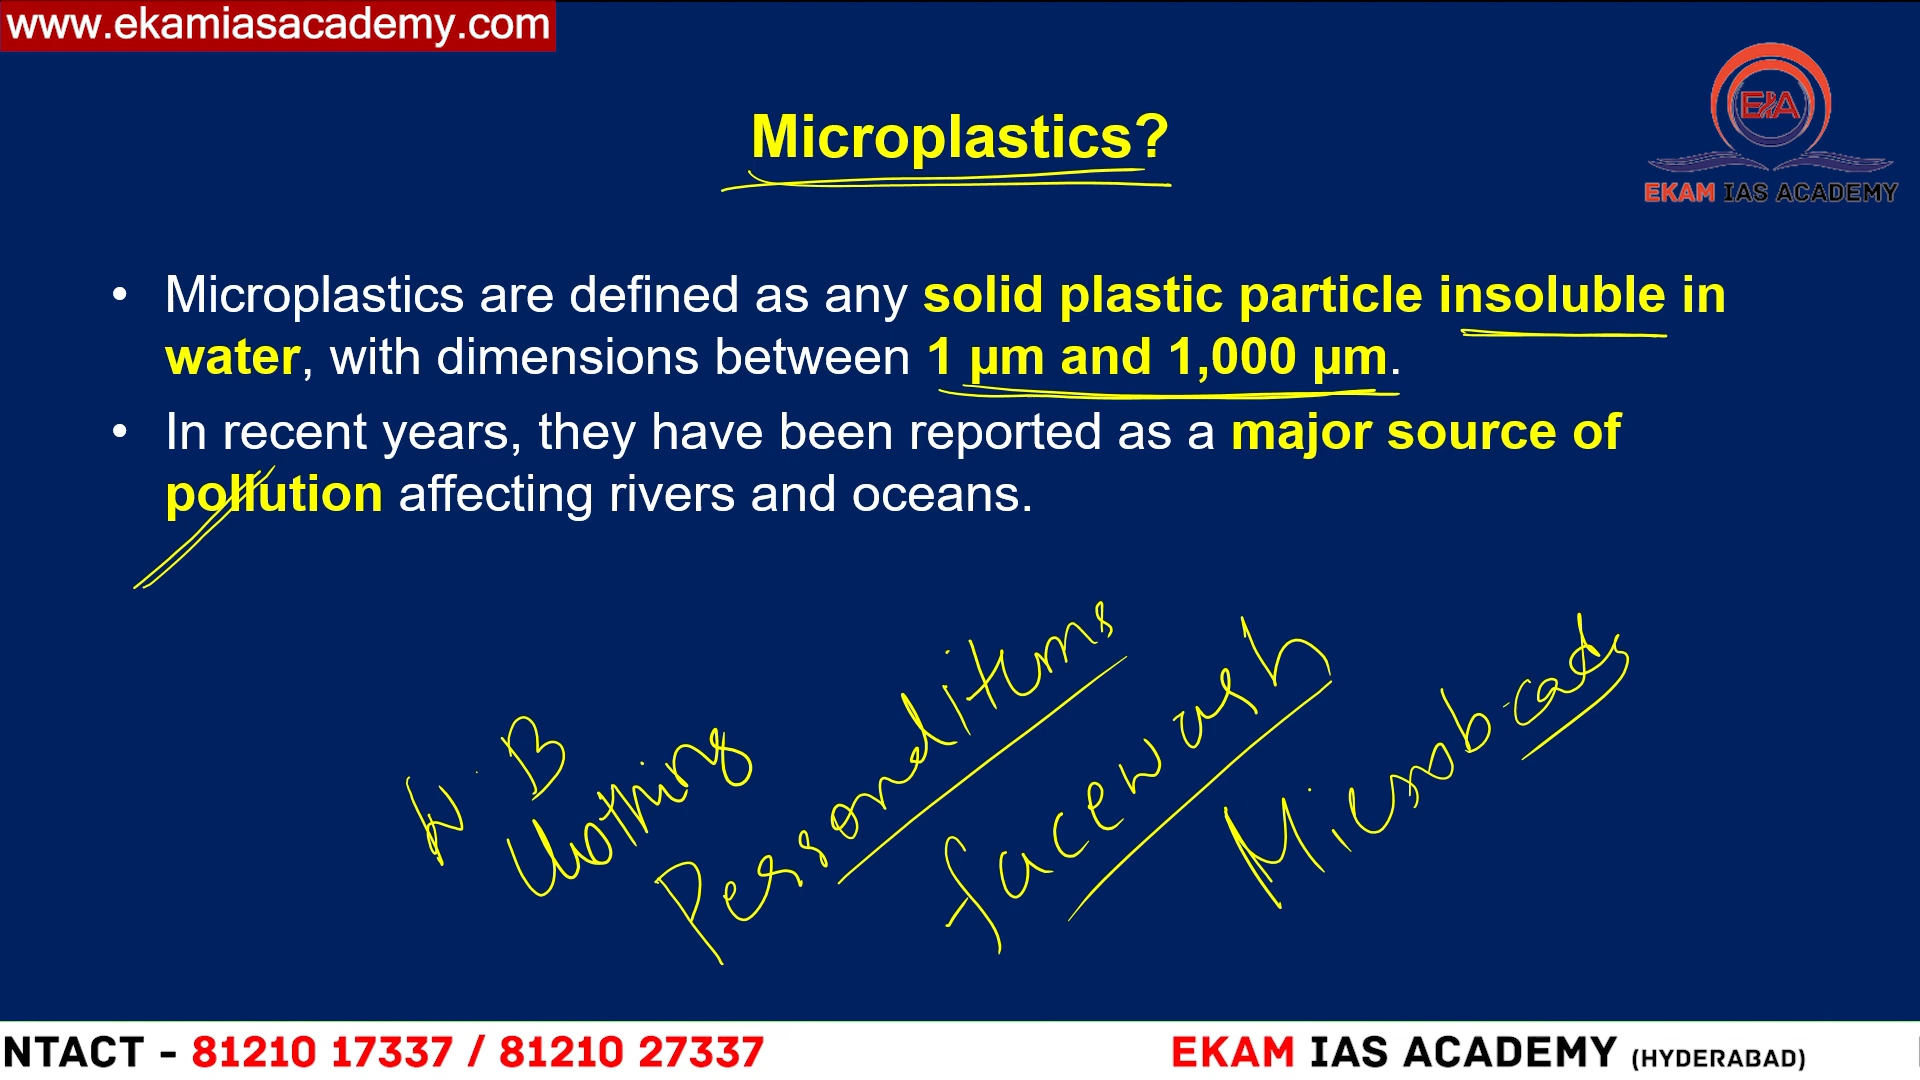 www.ekamiasacademy.com
EIA
EKAM IAS ACADEMY
Microplastics?
• Microplastics are defined as any solid plastic particle insoluble in
water, with dimensions between 1 µm and 1,000 µm.
• In recent years, they have been reported as a major source of
pollution affecting rivers and oceans.
W.B
Clothing
Personal items
facewash
NTACT - 81210 17337 / 81210 27337
EKAM IAS ACADEMY (HYDERABAD)